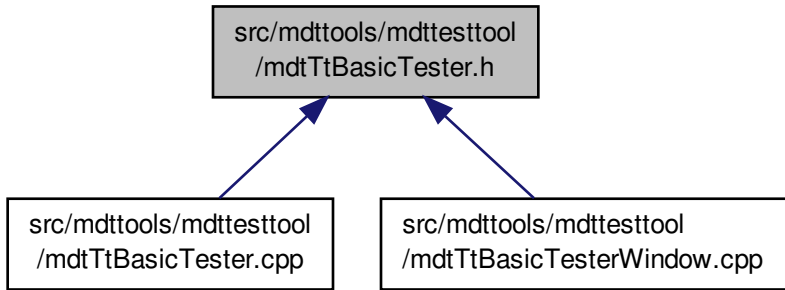 src/mdttools/mdttesttool
/mdtTtBasicTester.h
src/mdttools/mdttesttool
/mdtTtBasicTester.cpp
src/mdttools/mdttesttool
/mdtTtBasicTesterWindow.cpp